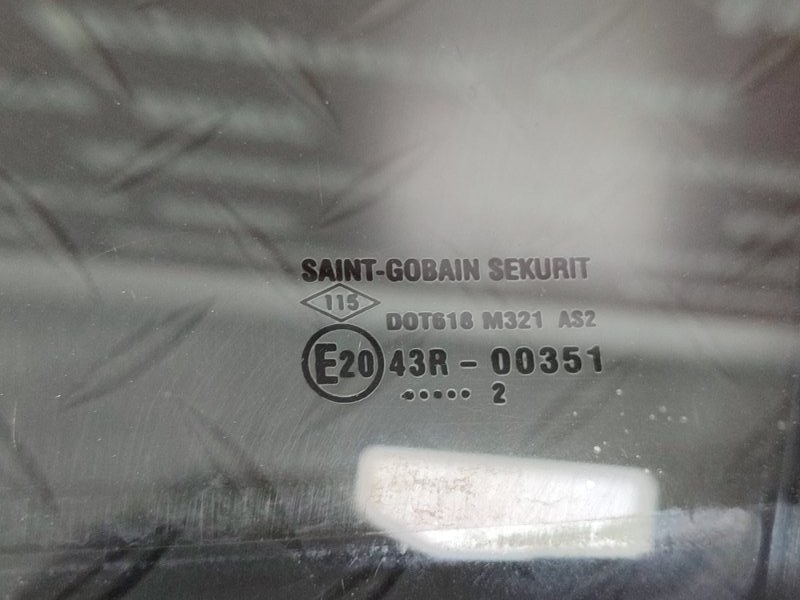 SAINT-GOBAIN SEKURIT
115
DOT618 M321 AS2
E20 43R - 00351
..... 2